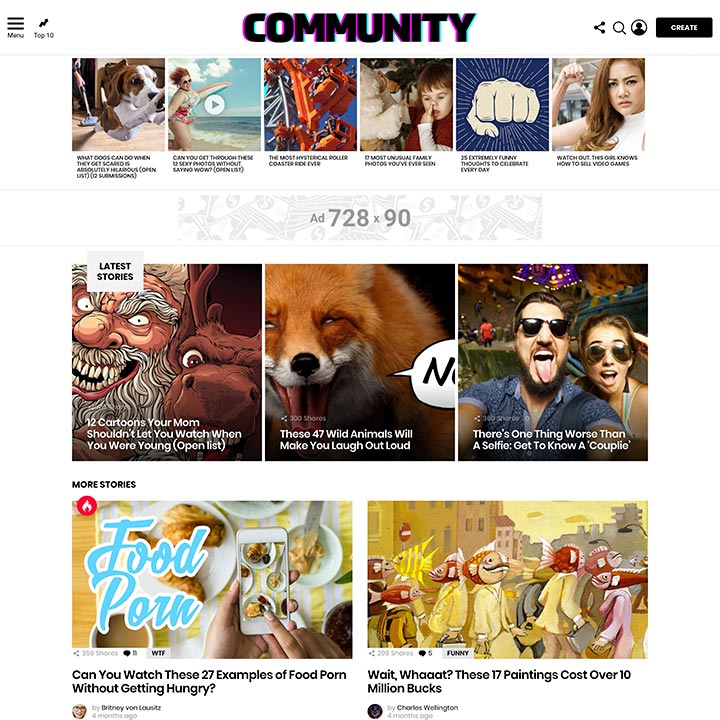 COMMUNITY
Menu
Top 10
CREATE
WHAT DOGS CAN DO WHEN
THEY GET SCARED IS
ABSOLUTELY HILARIOUS (OPEN
LIST) (12 SUBMISSIONS)
CAN YOU GET THROUGH THESE
12 SEXY PHOTOS WITHOUT
SAYING WOW? (OPEN LIST)
THE MOST HYSTERICAL ROLLER
COASTER RIDE EVER
17 MOST UNUSUAL FAMILY
PHOTOS YOU'VE EVER SEEN
25 EXTREMELY FUNNY
THOUGHTS TO CELEBRATE
EVERY DAY
WATCH OUT. THIS GIRL KNOWS
HOW TO SELL VIDEO GAMES
Ad 728 x 90
LATEST
STORIES
12 Cartoons Your Mom
Shouldn't Let You Watch When
You Were Young (Open list)
300 Shares
These 47 Wild Animals Will
Make You Laugh Out Loud
Shares
There's One Thing Worse Than
A Selfie: Get To Know A 'Couplie'
MORE STORIES
Food
Porn
359 Shares 11 WTF
Can You Watch These 27 Examples of Food Porn
Without Getting Hungry?
by Britney von Lausitz
4 months ago
298 Shares 5 FUNNY
Wait, Whaaat? These 17 Paintings Cost Over 10
Million Bucks
by Charles Wellington
4 months ago